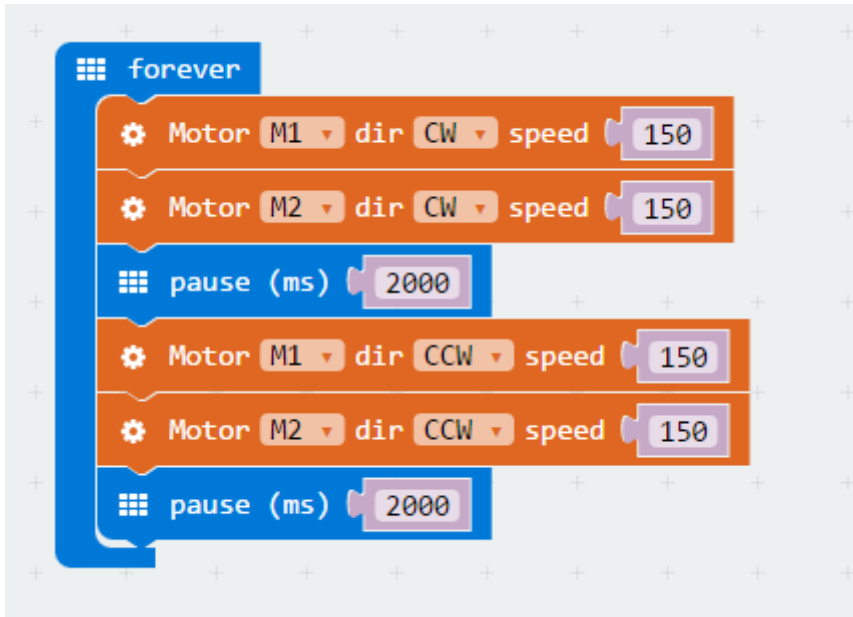 forever
Motor M1 dir CW speed 150
Motor M2 dir CW speed 150
pause (ms) 2000
Motor M1 dir CCW speed 150
Motor M2 dir CCW speed 150
pause (ms) 2000